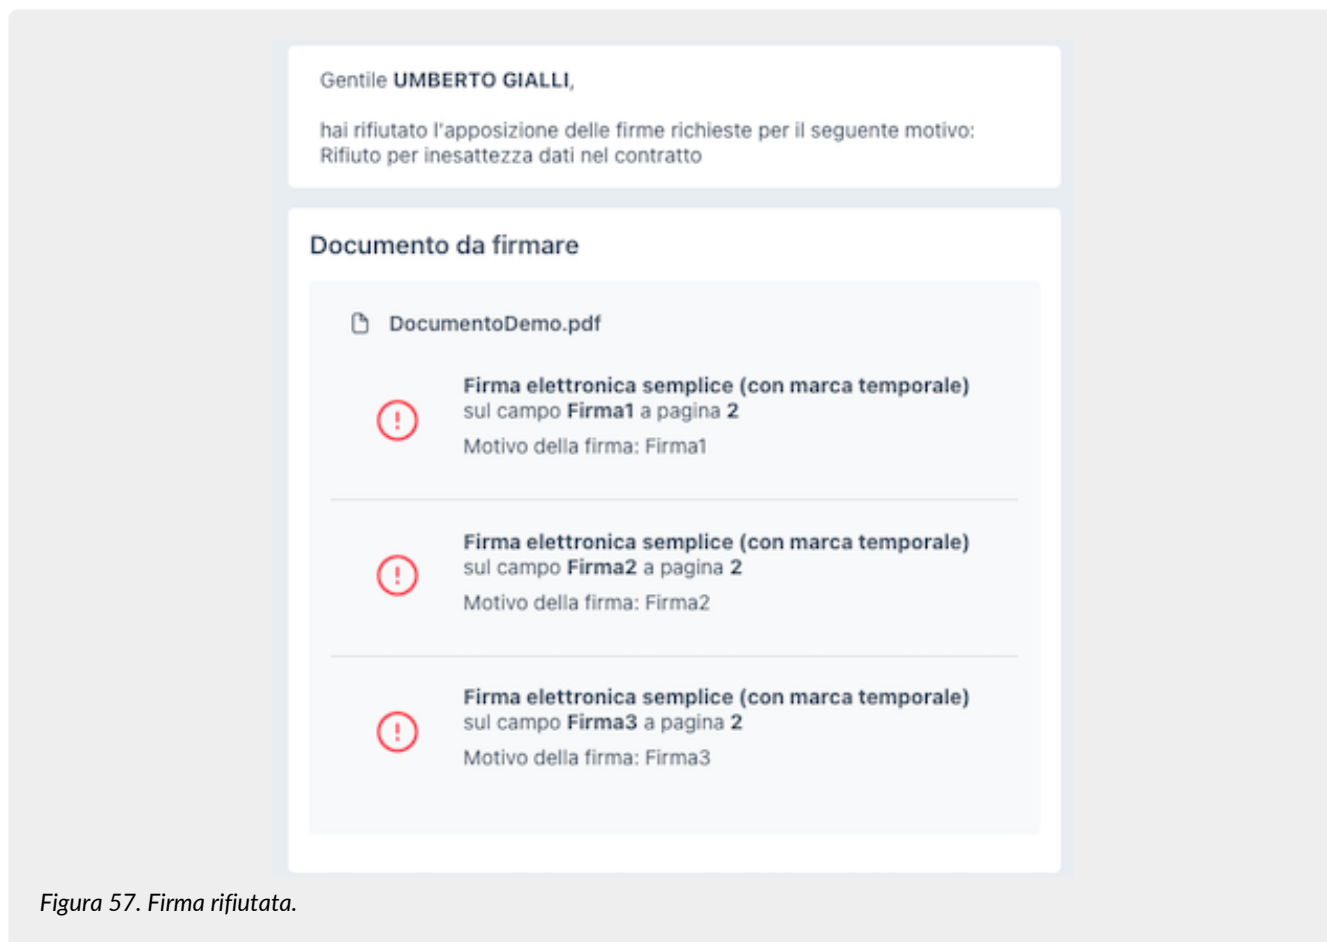 Gentile UMBERTO GIALLI,
hai rifiutato l'apposizione delle firme richieste per il seguente motivo:
Rifiuto per inesattezza dati nel contratto
Documento da firmare
DocumentoDemo.pdf
Firma elettronica semplice (con marca temporale)
sul campo Firma1 a pagina 2
Motivo della firma: Firma1
Firma elettronica semplice (con marca temporale)
sul campo Firma2 a pagina 2
Motivo della firma: Firma2
Firma elettronica semplice (con marca temporale)
sul campo Firma3 a pagina 2
Motivo della firma: Firma3
Figura 57. Firma rifiutata.